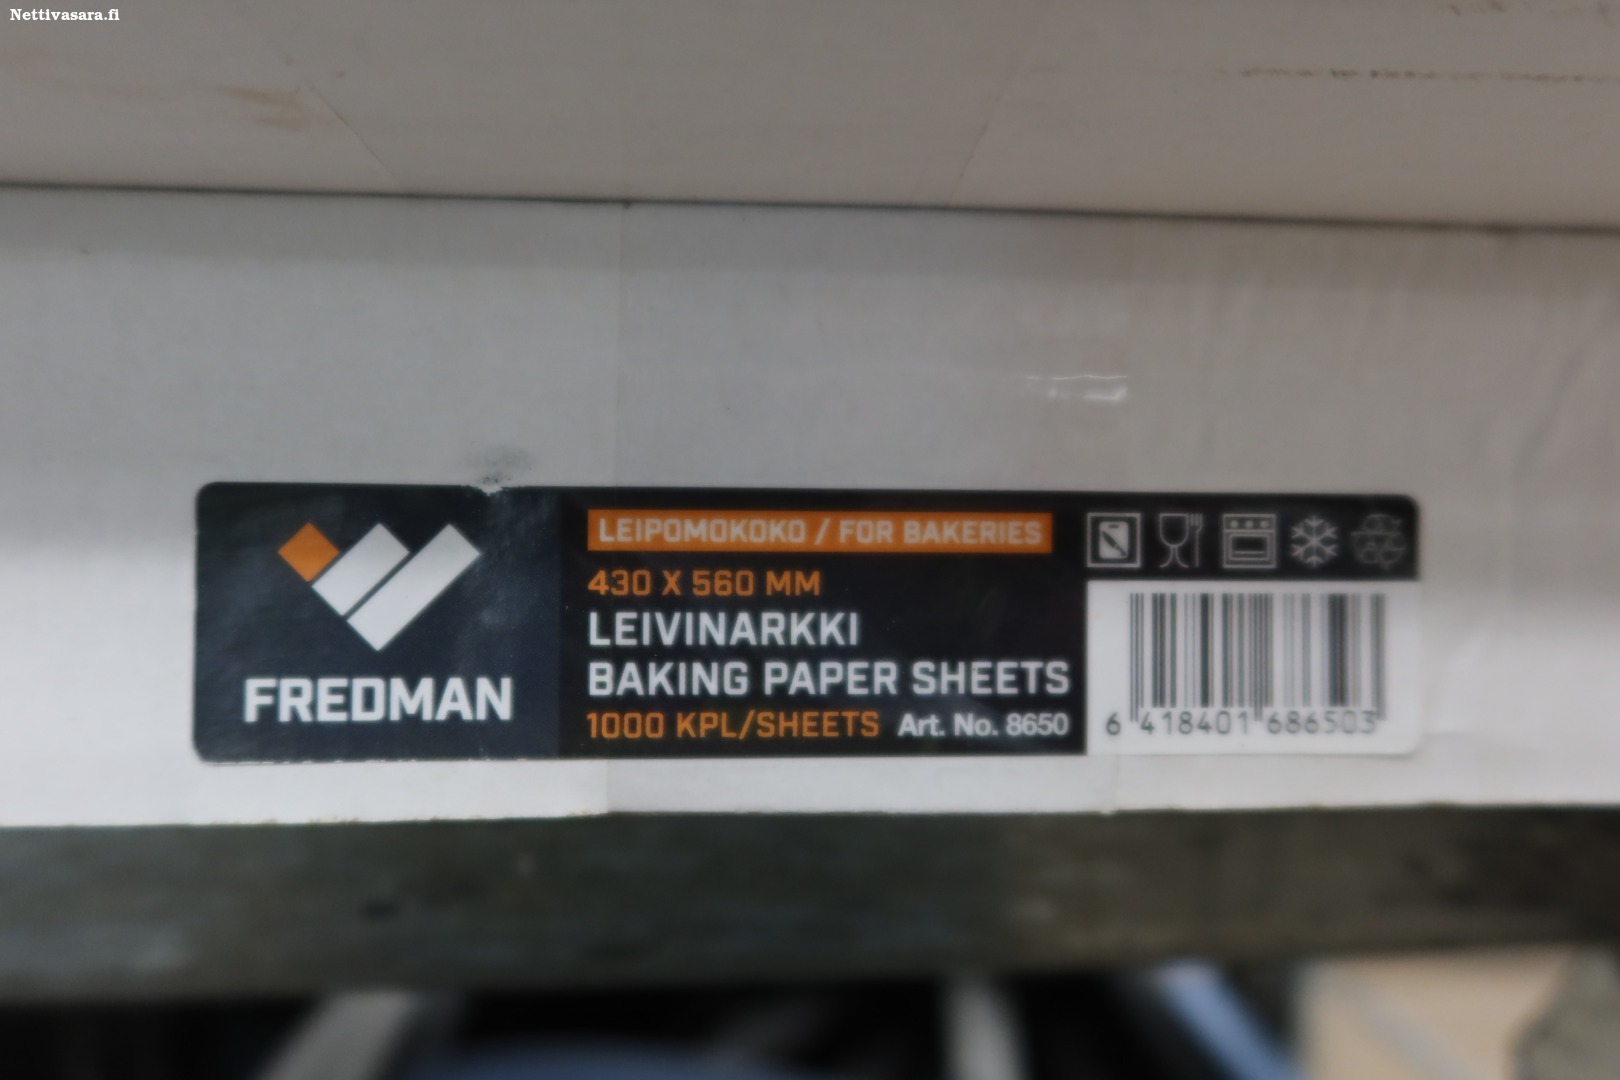 Nettivasara.fi
FREDMAN
LEIPOMOKOKO / FOR BAKERIES
430 X 560 MM
LEIVINARKKI
BAKING PAPER SHEETS
1000 KPL/SHEETS Art. No. 8650
6 418401 686503